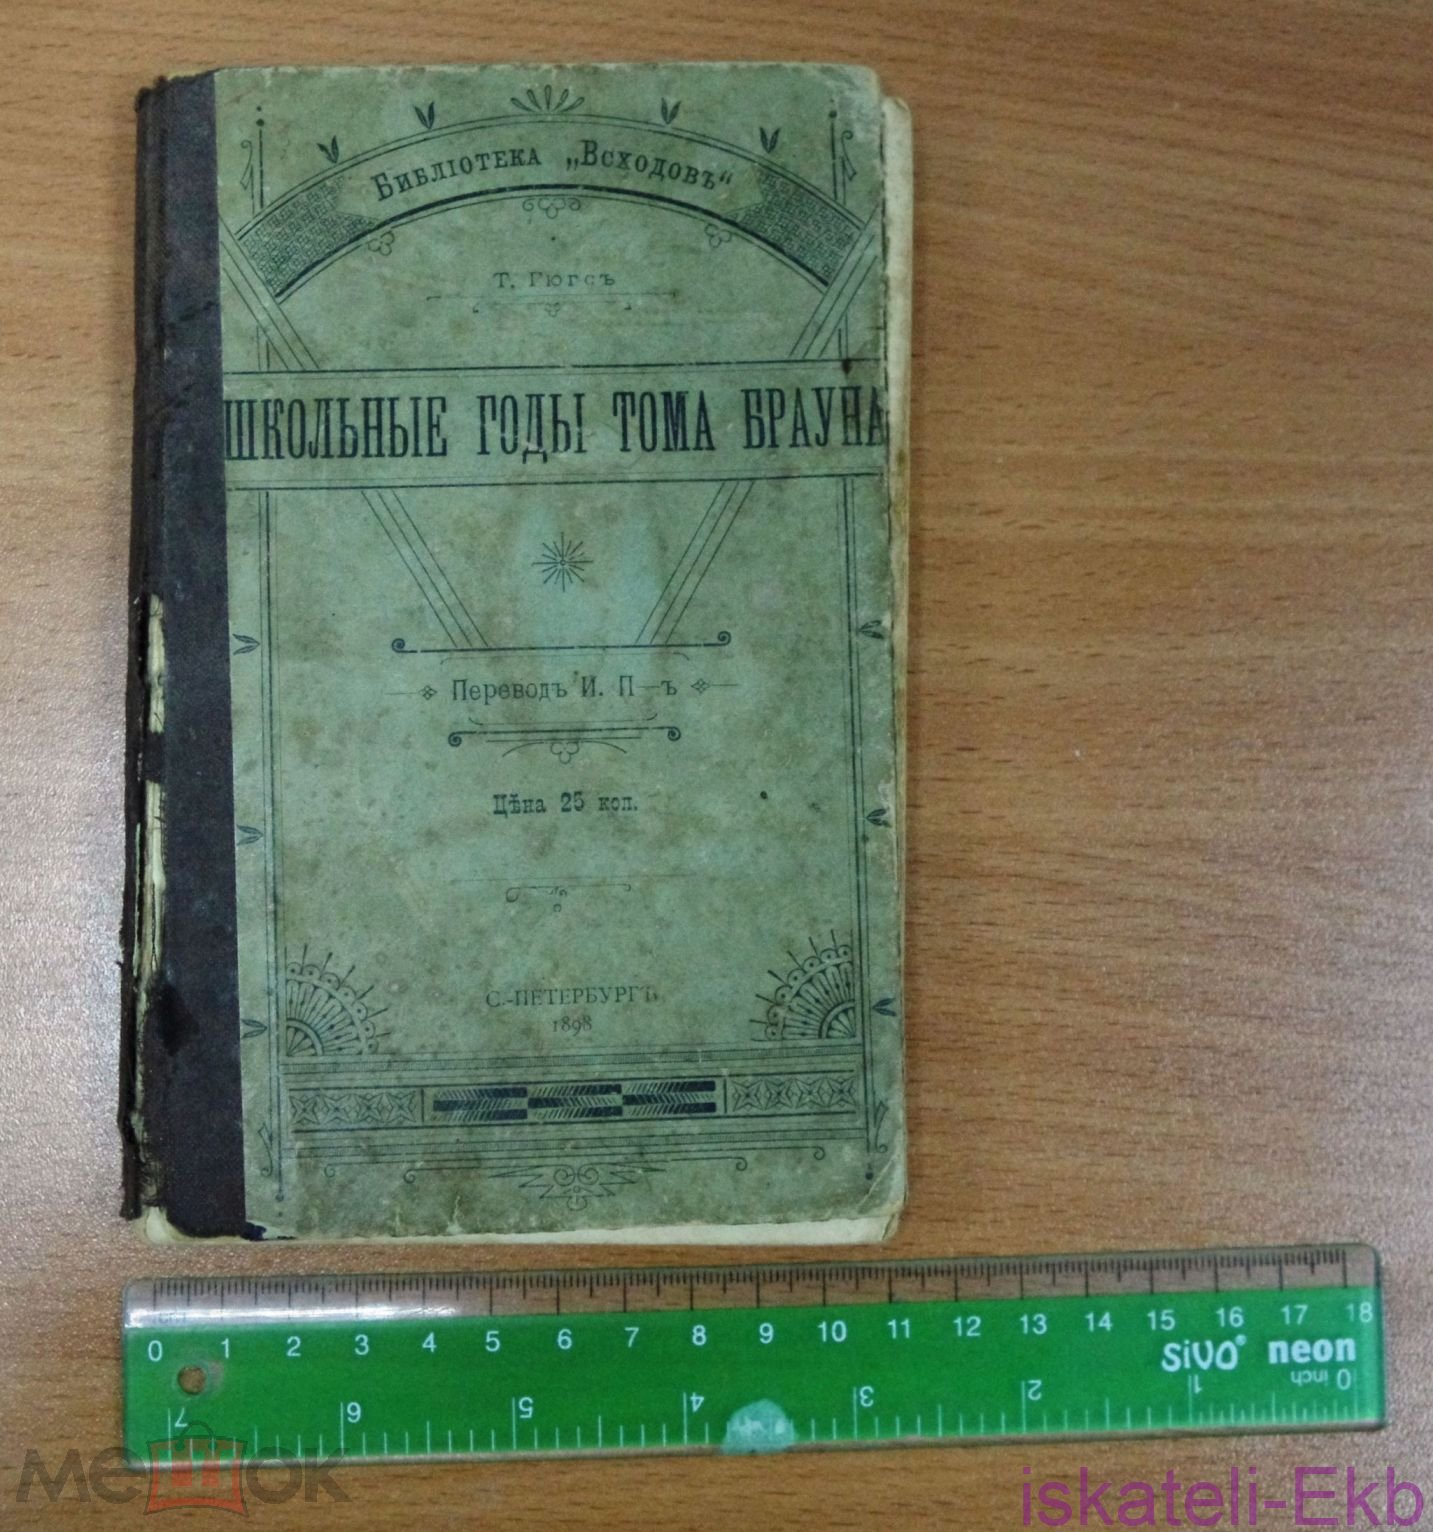 Библіотека „Всходовъ“
Т. Гюгсъ
ШКОЛЬНЫЕ ГОДЫ ТОМА БРАУНА
Переводъ И. П—ъ
Цѣна 25 коп.
С.-ПЕТЕРБУРГЪ
1898
0 1 2 3 4 5 6 7 8 9 10 11 12 13 14 15 16 17 18
SiVO® neon
7 6 5 4 3 2 1 0 inch
мешок
iskateli-Ekb